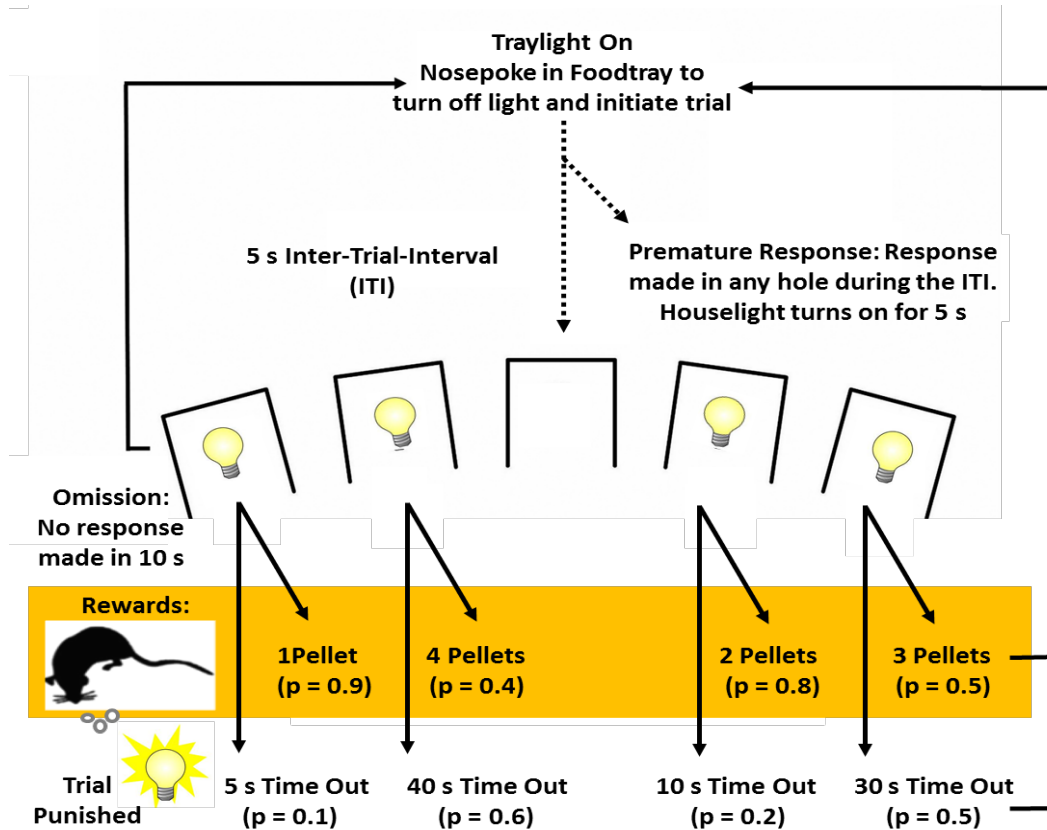 Traylight On
Nosepoke in Foodtray to
turn off light and initiate trial
5 s Inter-Trial-Interval
(ITI)
Premature Response: Response
made in any hole during the ITI.
Houselight turns on for 5 s
Omission:
No response
made in 10 s
Rewards:
1Pellet
(p = 0.9)
4 Pellets
(p = 0.4)
2 Pellets
(p = 0.8)
3 Pellets
(p = 0.5)
Trial
Punished
5 s Time Out
(p = 0.1)
40 s Time Out
(p = 0.6)
10 s Time Out
(p = 0.2)
30 s Time Out
(p = 0.5)